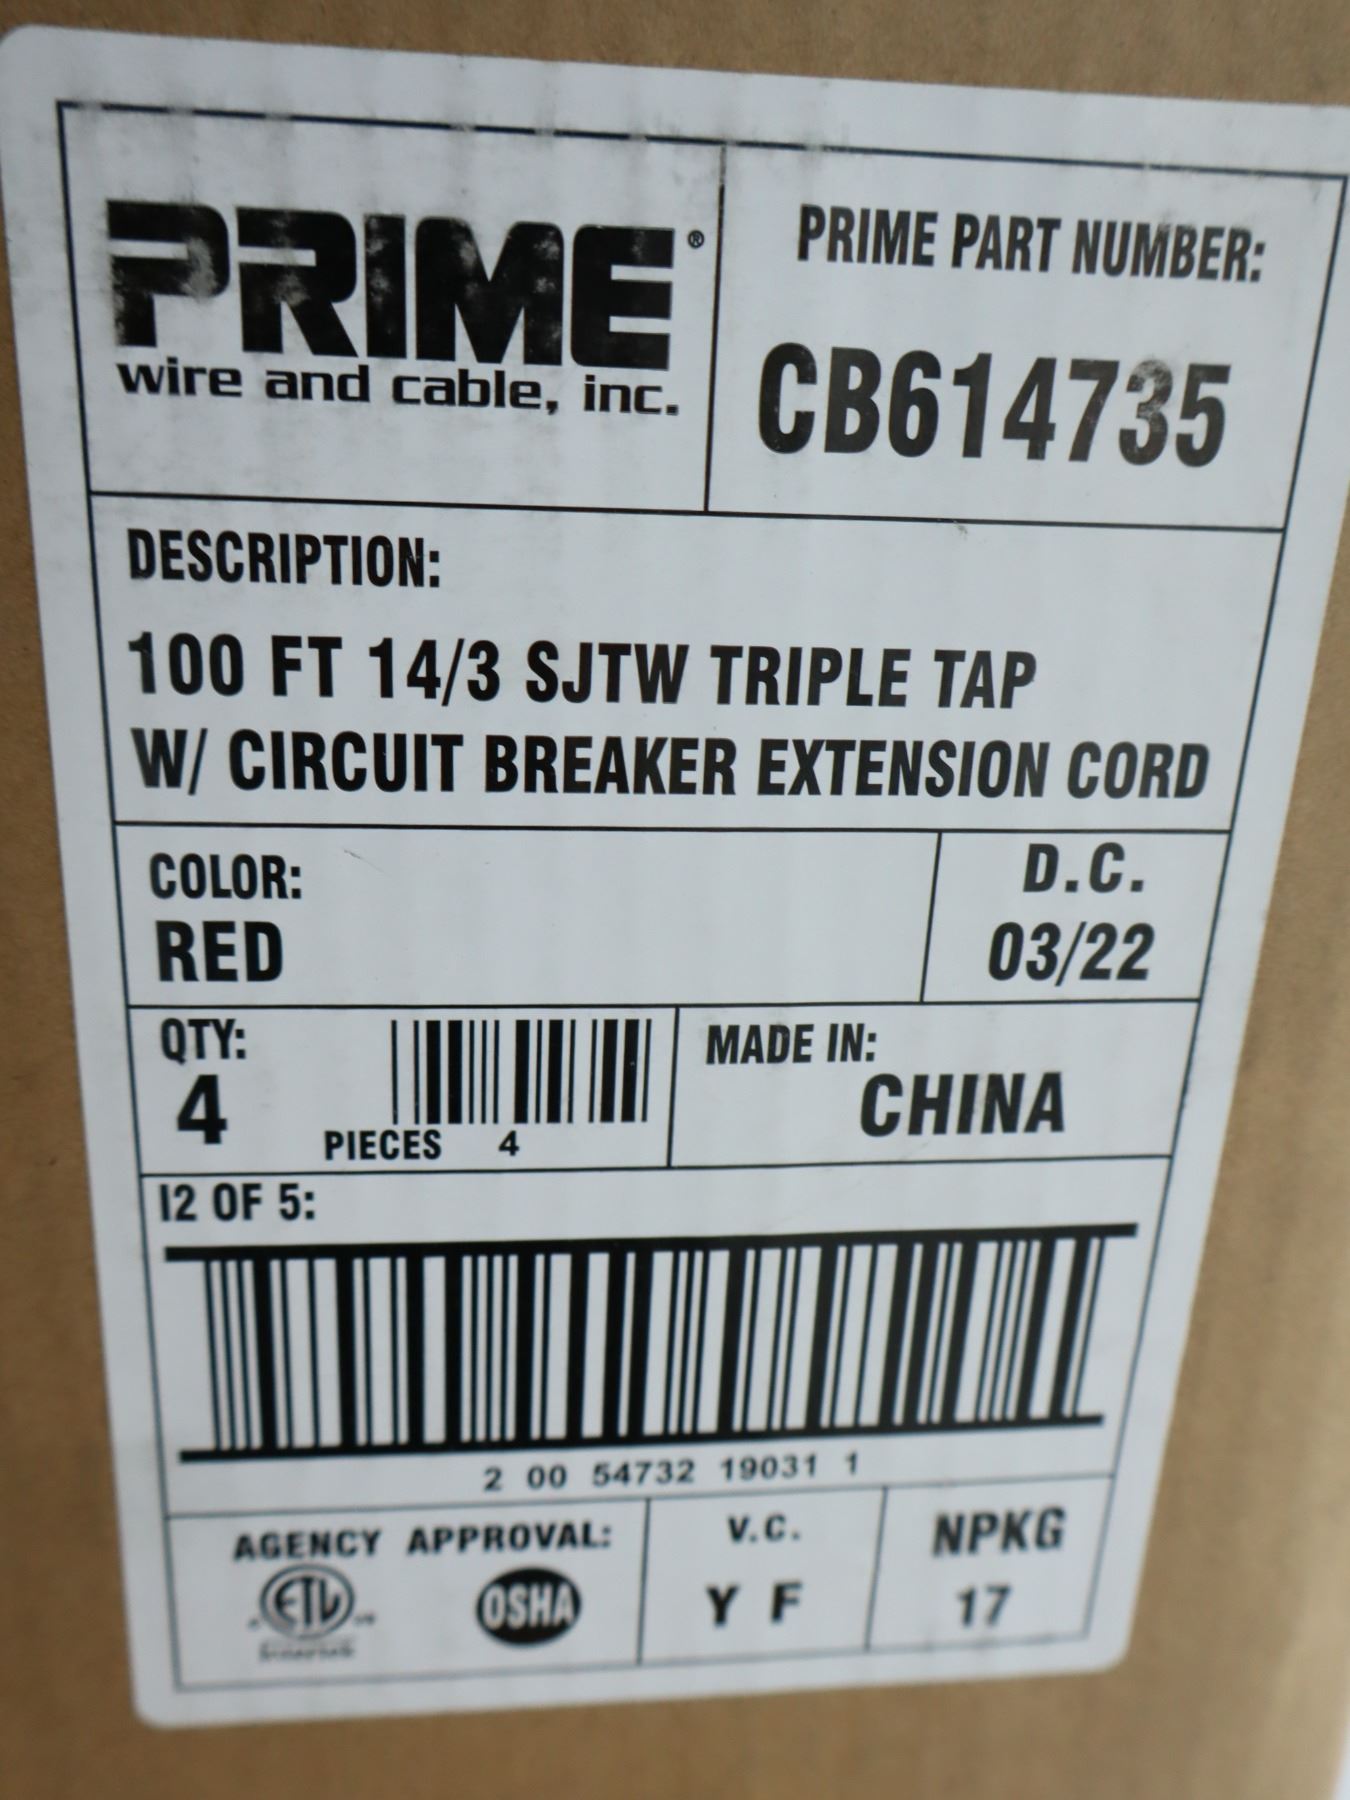 PRIME®
wire and cable, inc.
PRIME PART NUMBER:
CB614735
DESCRIPTION:
100 FT 14/3 SJTW TRIPLE TAP
W/ CIRCUIT BREAKER EXTENSION CORD
COLOR:
RED
D.C.
03/22
QTY:
4
PIECES 4
MADE IN:
CHINA
I2 OF 5:
2 00 54732 19031 1
AGENCY APPROVAL:
ETL
OSHA
V.C.
Y F
NPKG
17